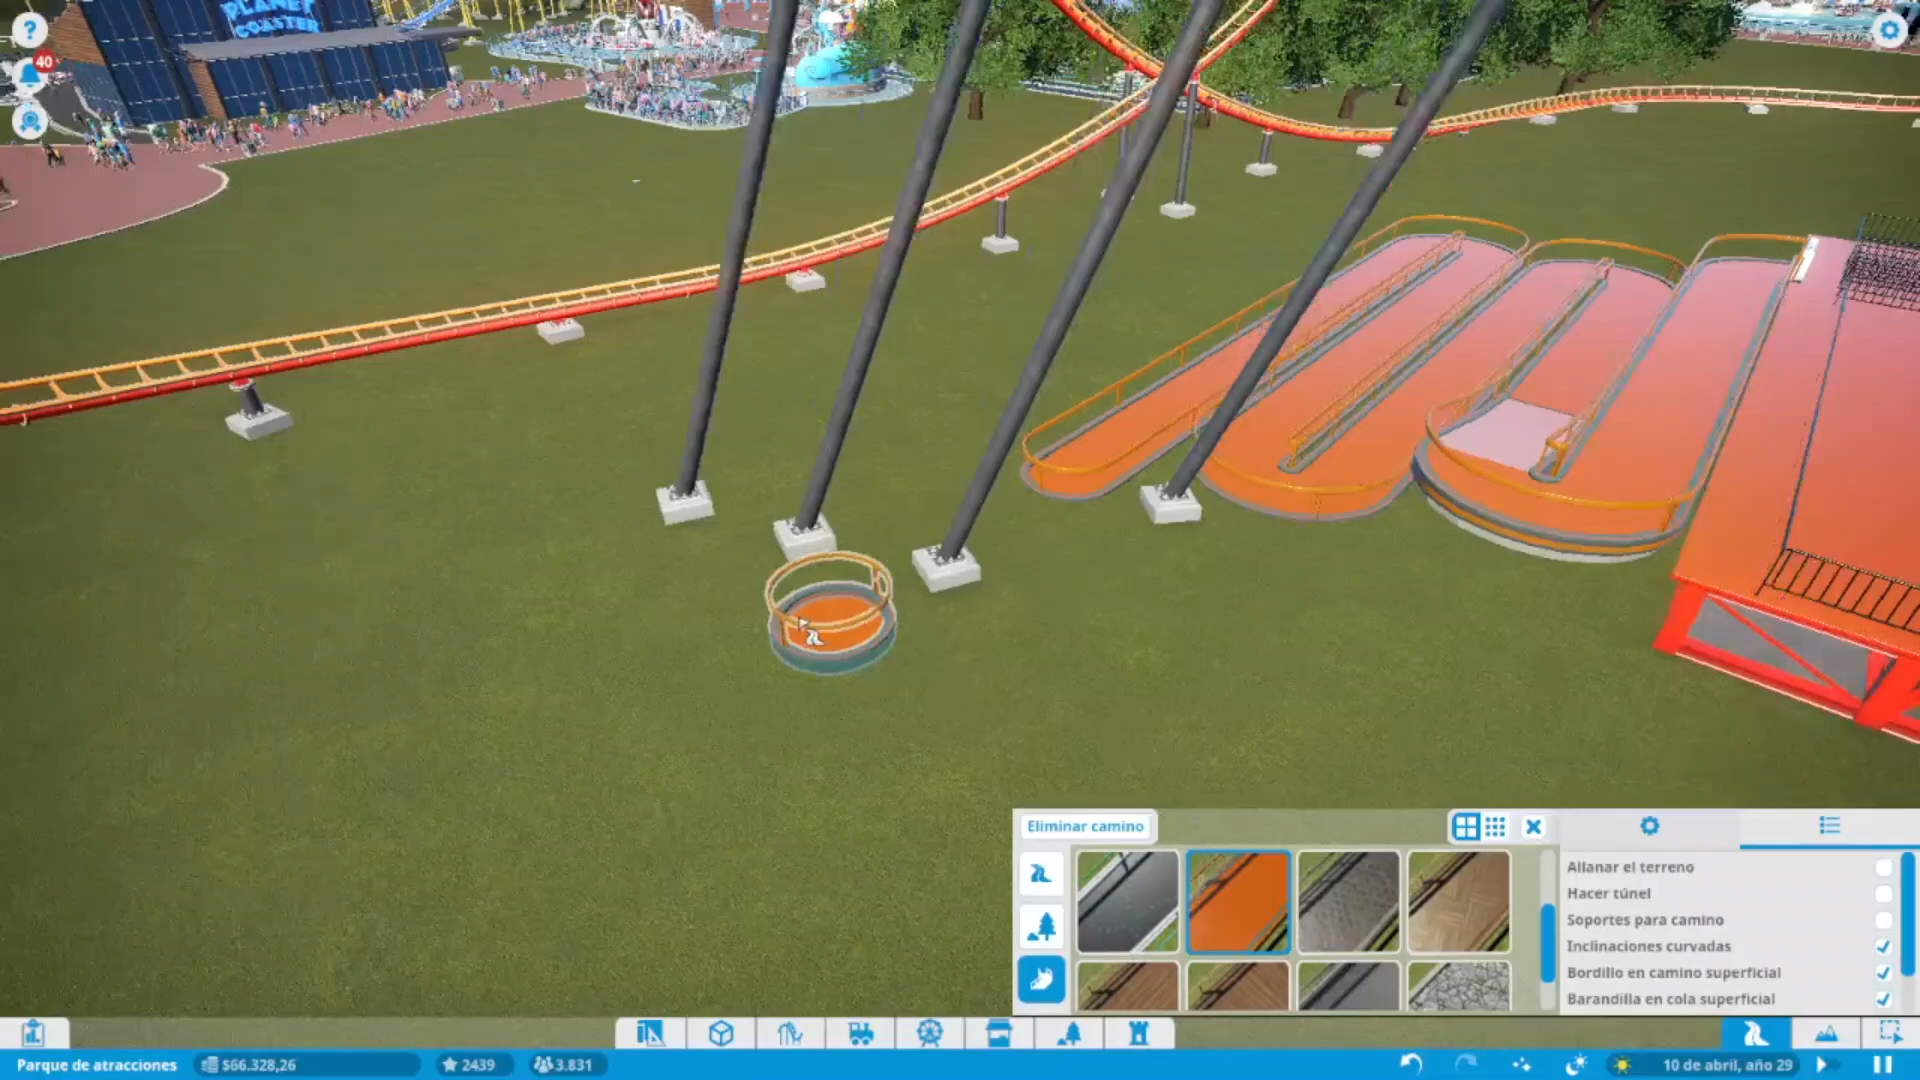 PLANET
COASTER
?
40
Eliminar camino
Allanar el terreno
Hacer túnel
Soportes para camino
Inclinaciones curvadas
Bordillo en camino superficial
Barandilla en cola superficial
Parque de atracciones
$66.328,26
2439
3.831
10 de abril, año 29